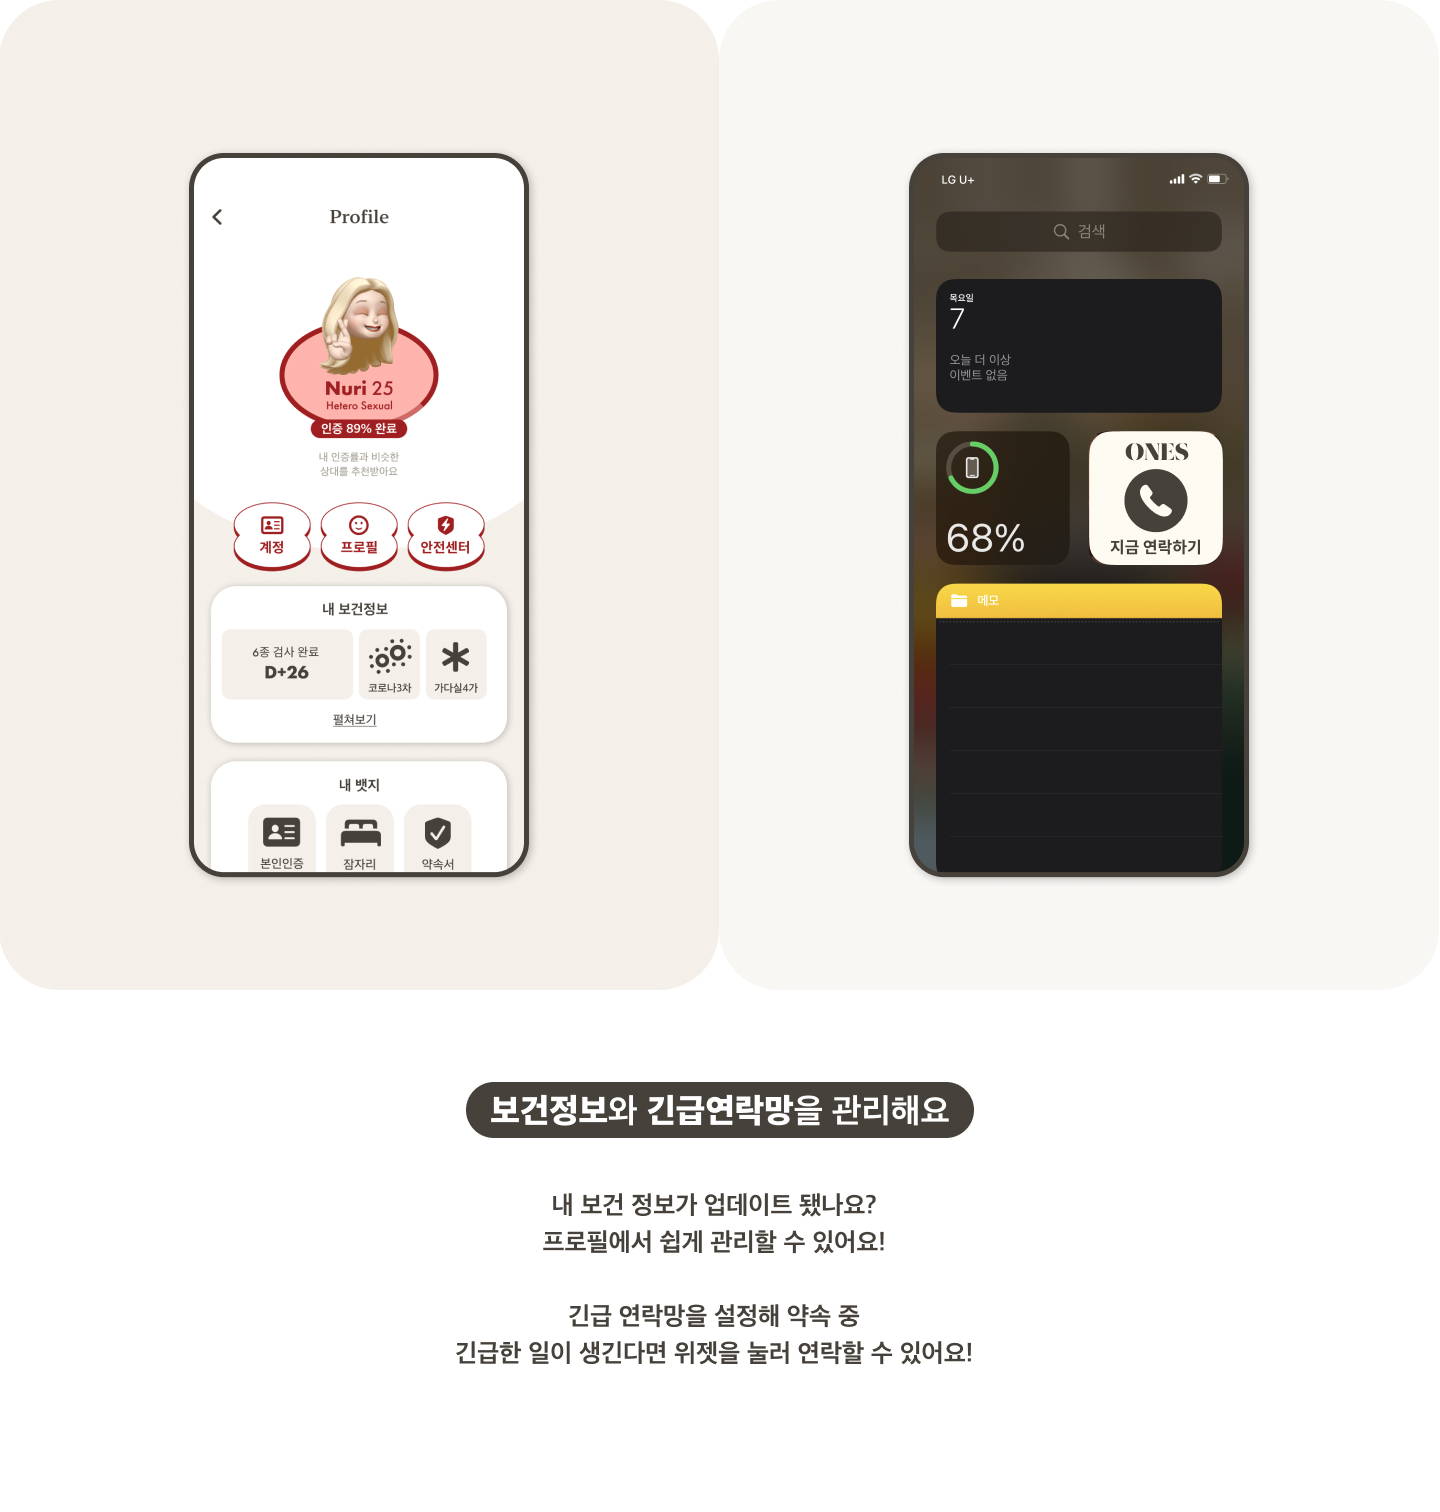 Profile
Nuri 25
Hetero Sexual
인증 89% 완료
내 인증률과 비슷한
상대를 추천받아요
계정
프로필
안전센터
내 보건정보
6종 검사 완료
D+26
코로나3차
가다실4가
펼쳐보기
내 뱃지
본인인증
잠자리
약속서
LG U+
검색
목요일
7
오늘 더 이상
이벤트 없음
68%
ONES
지금 연락하기
메모
보건정보와 긴급연락망을 관리해요
내 보건 정보가 업데이트 됐나요?
프로필에서 쉽게 관리할 수 있어요!
긴급 연락망을 설정해 약속 중
긴급한 일이 생긴다면 위젯을 눌러 연락할 수 있어요!